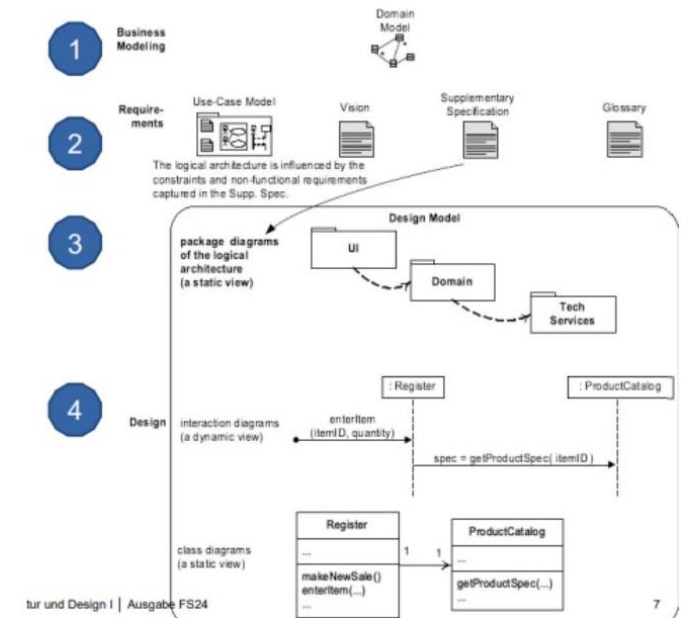 Domain
Model
1
Business
Modeling
2
Require-
ments
Use-Case Model
Vision
Supplementary
Specification
Glossary
The logical architecture is influenced by the
constraints and non-functional requirements
captured in the Supp. Spec.
Design Model
3
package diagrams
of the logical
architecture
(a static view)
UI
Domain
Tech
Services
4
Design
interaction diagrams
(a dynamic view)
: Register
: ProductCatalog
enterItem
(itemID, quantity)
spec = getProductSpec( itemID )
class diagrams
(a static view)
Register
...
makeNewSale()
enterItem(...)
...
1
1
ProductCatalog
...
getProductSpec(...)
...
tur und Design I | Ausgabe FS24
7